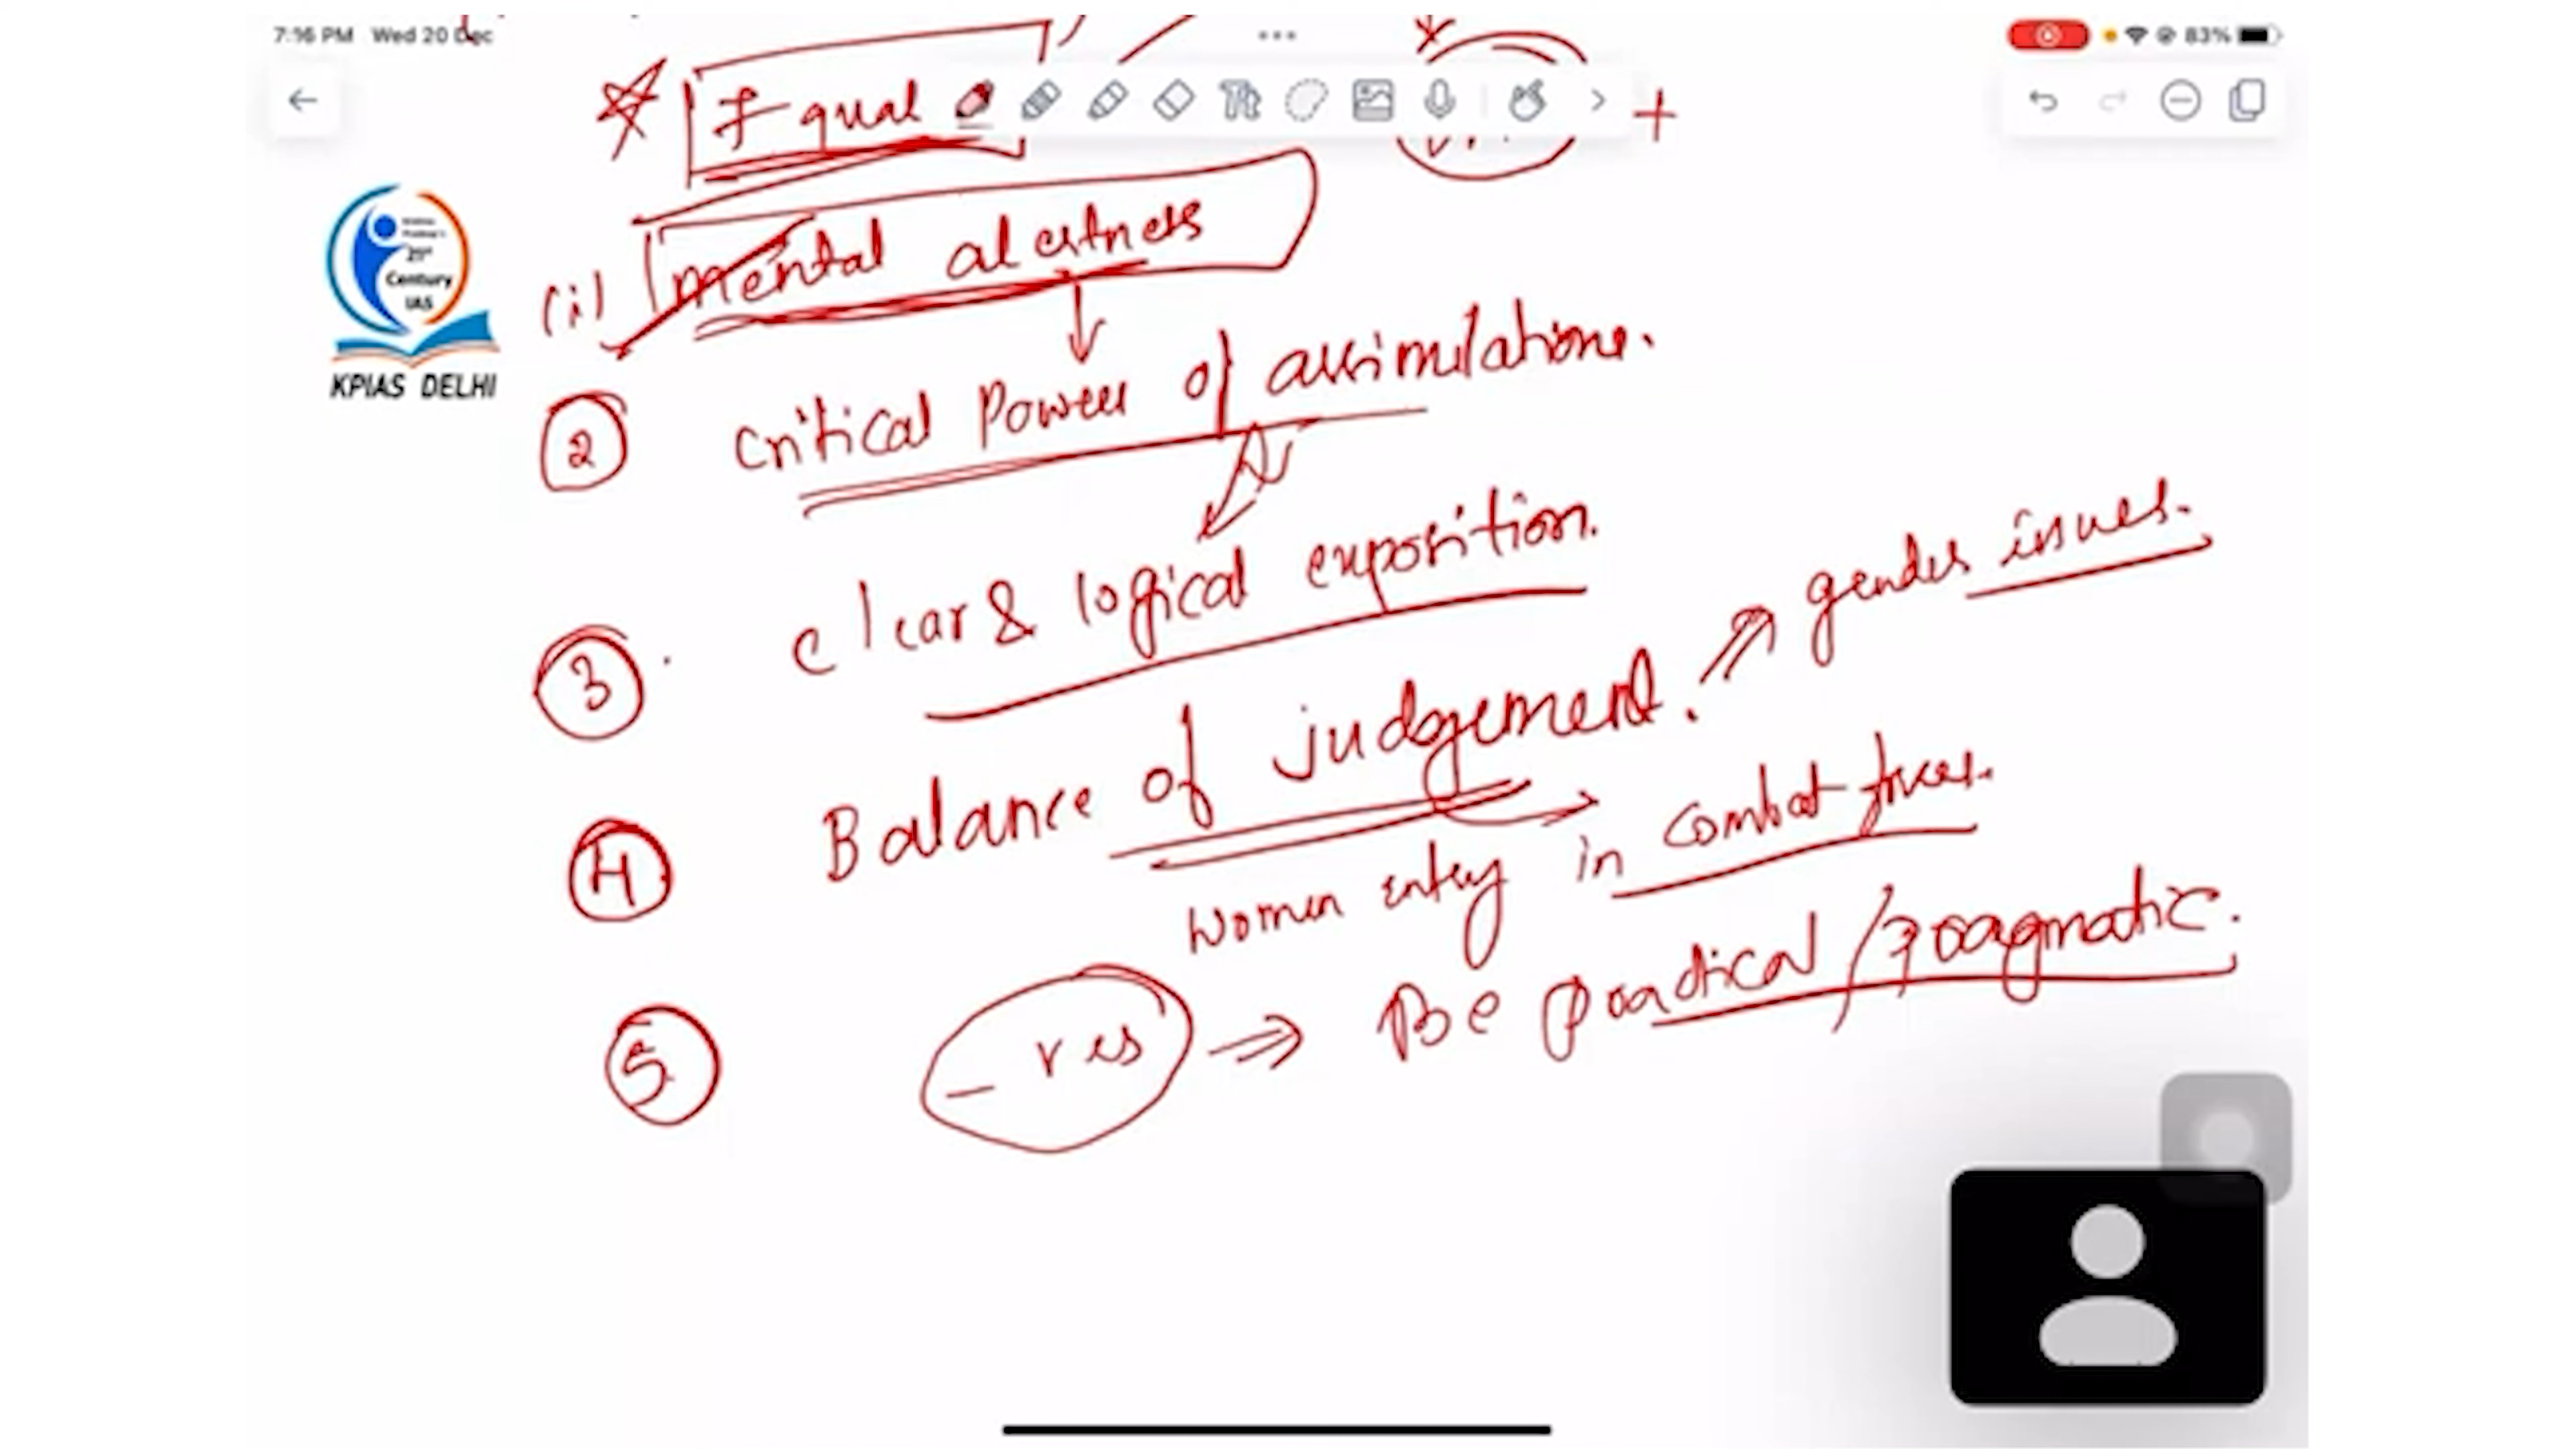 7:16 PM Wed 20 Dec
83%
Equal
+
21st
Century
IAS
KPIAS DELHI
(i) Mental alertness
2 Critical Power of assimilations.
3. clear & logical exposition.
gender issues.
4 Balance of judgement.
Women entry in combat forces.
5 - res ⇒ Be practical / pragmatic.